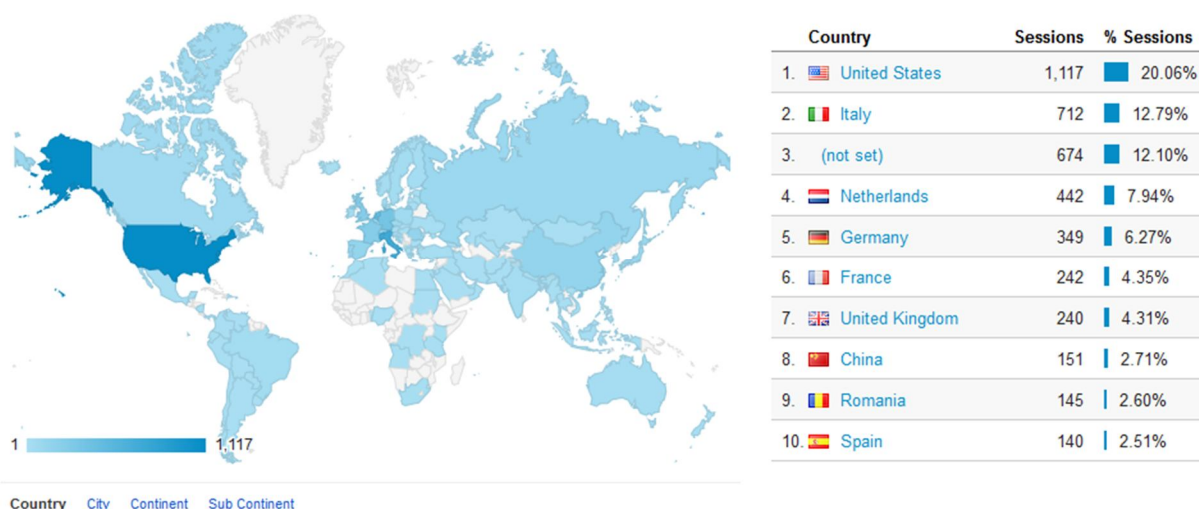 Country Sessions % Sessions
1. United States 1,117 20.06%
2. Italy 712 12.79%
3. (not set) 674 12.10%
4. Netherlands 442 7.94%
5. Germany 349 6.27%
6. France 242 4.35%
7. United Kingdom 240 4.31%
8. China 151 2.71%
9. Romania 145 2.60%
10. Spain 140 2.51%
1 1,117
Country City Continent Sub Continent